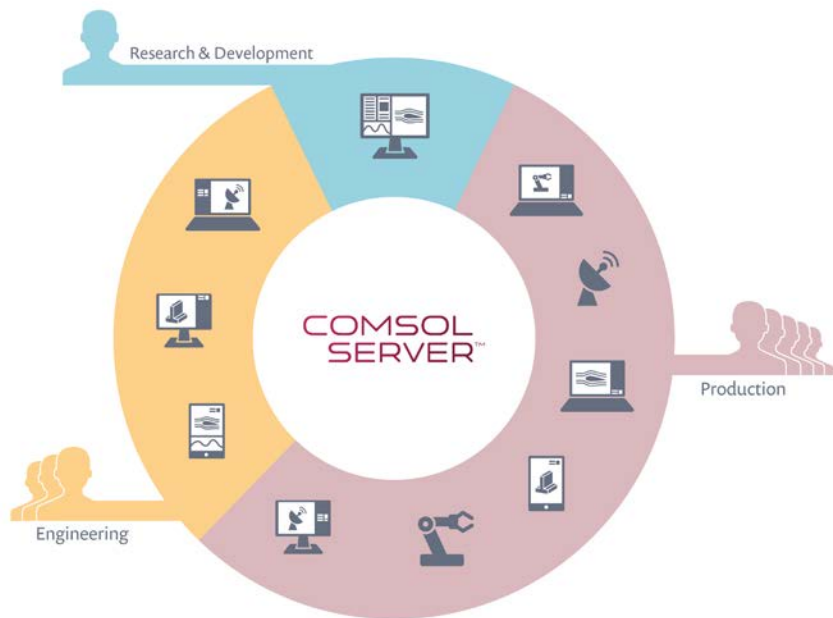 Research & Development
COMSOL
SERVER™
Production
Engineering